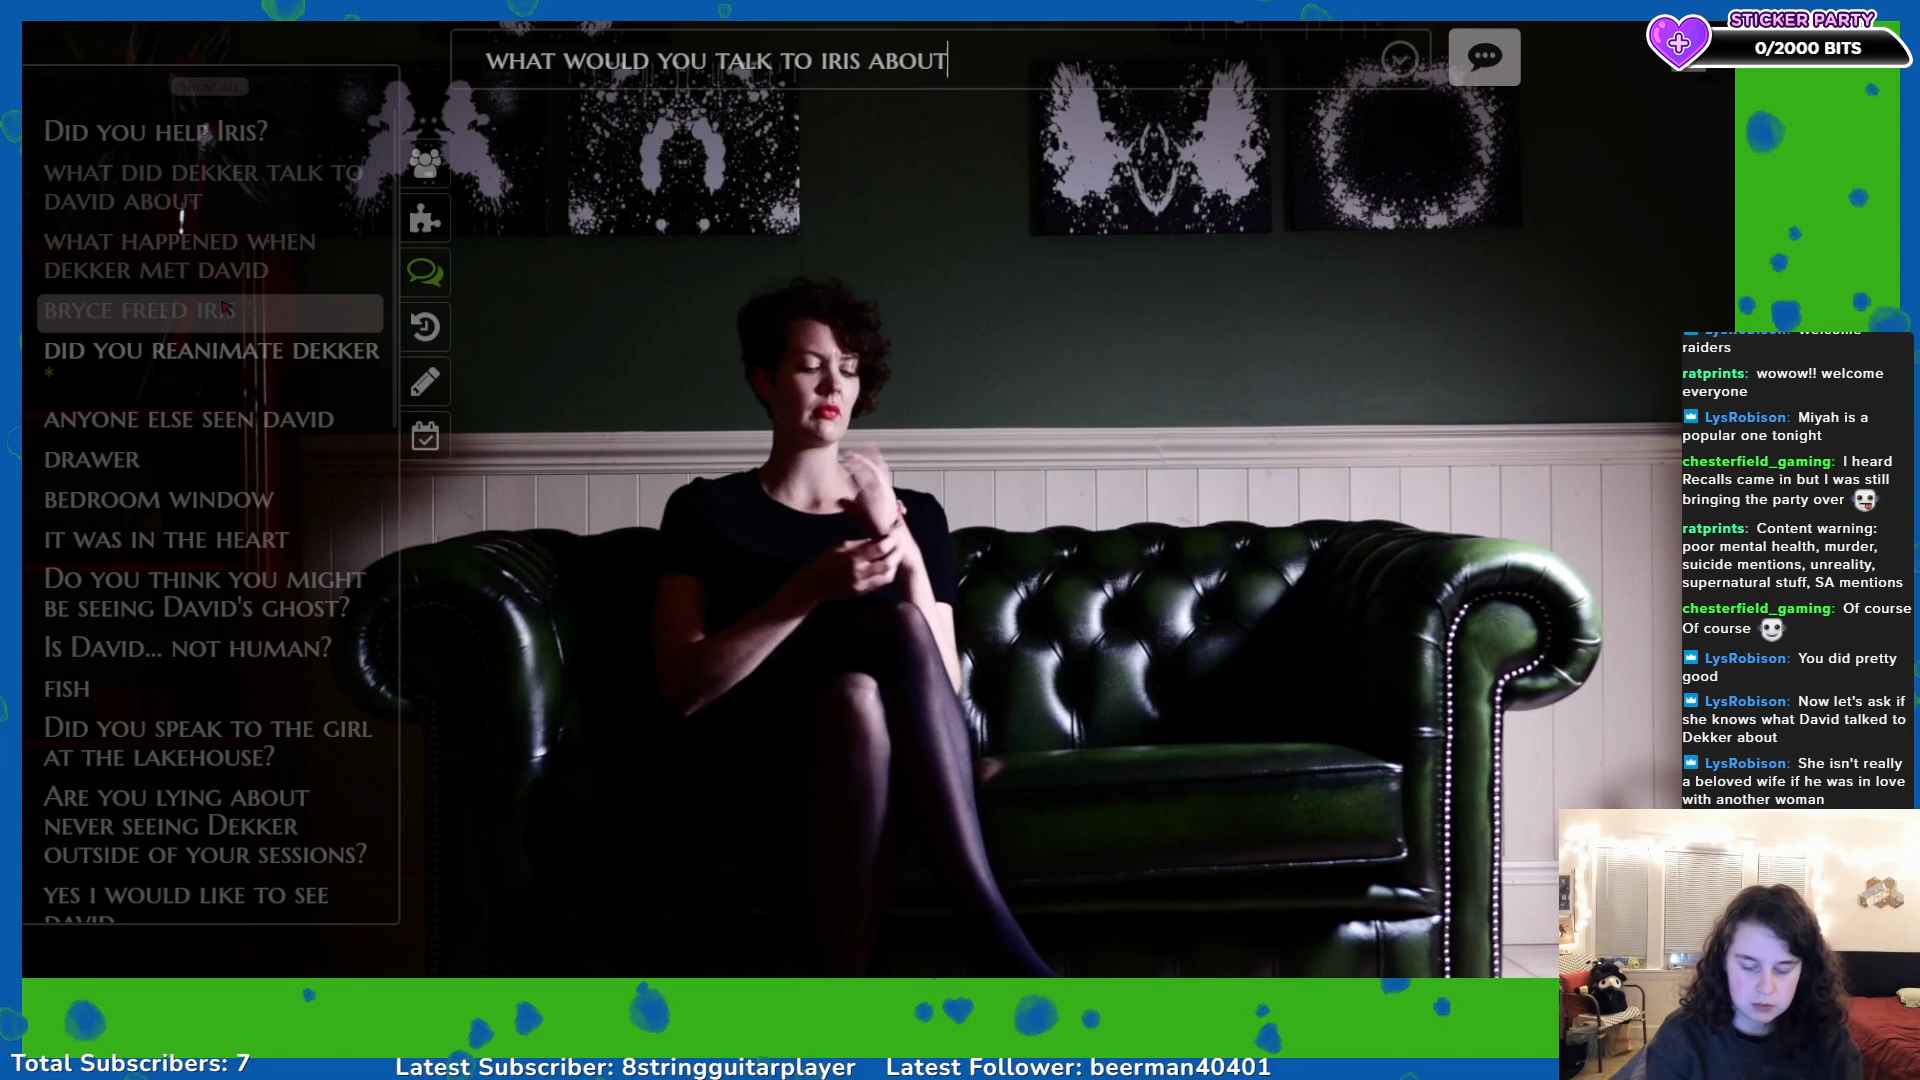 STICKER PARTY
0/2000 BITS
WHAT WOULD YOU TALK TO IRIS ABOUT
SHOW ALL
DID YOU HELP IRIS?
WHAT DID DEKKER TALK TO
DAVID ABOUT
WHAT HAPPENED WHEN
DEKKER MET DAVID
BRYCE FREED IRIS
DID YOU REANIMATE DEKKER
*
ANYONE ELSE SEEN DAVID
DRAWER
BEDROOM WINDOW
IT WAS IN THE HEART
DO YOU THINK YOU MIGHT
BE SEEING DAVID'S GHOST?
IS DAVID... NOT HUMAN?
FISH
DID YOU SPEAK TO THE GIRL
AT THE LAKEHOUSE?
ARE YOU LYING ABOUT
NEVER SEEING DEKKER
OUTSIDE OF YOUR SESSIONS?
YES I WOULD LIKE TO SEE
DAVID
LysRobison: Welcome
raiders
ratprints: wowow!! welcome
everyone
LysRobison: Miyah is a
popular one tonight
chesterfield_gaming: I heard
Recalls came in but I was still
bringing the party over
ratprints: Content warning:
poor mental health, murder,
suicide mentions, unreality,
supernatural stuff, SA mentions
chesterfield_gaming: Of course
Of course
LysRobison: You did pretty
good
LysRobison: Now let's ask if
she knows what David talked to
Dekker about
LysRobison: She isn't really
a beloved wife if he was in love
with another woman
Total Subscribers: 7
Latest Subscriber: 8stringguitarplayer
Latest Follower: beerman40401